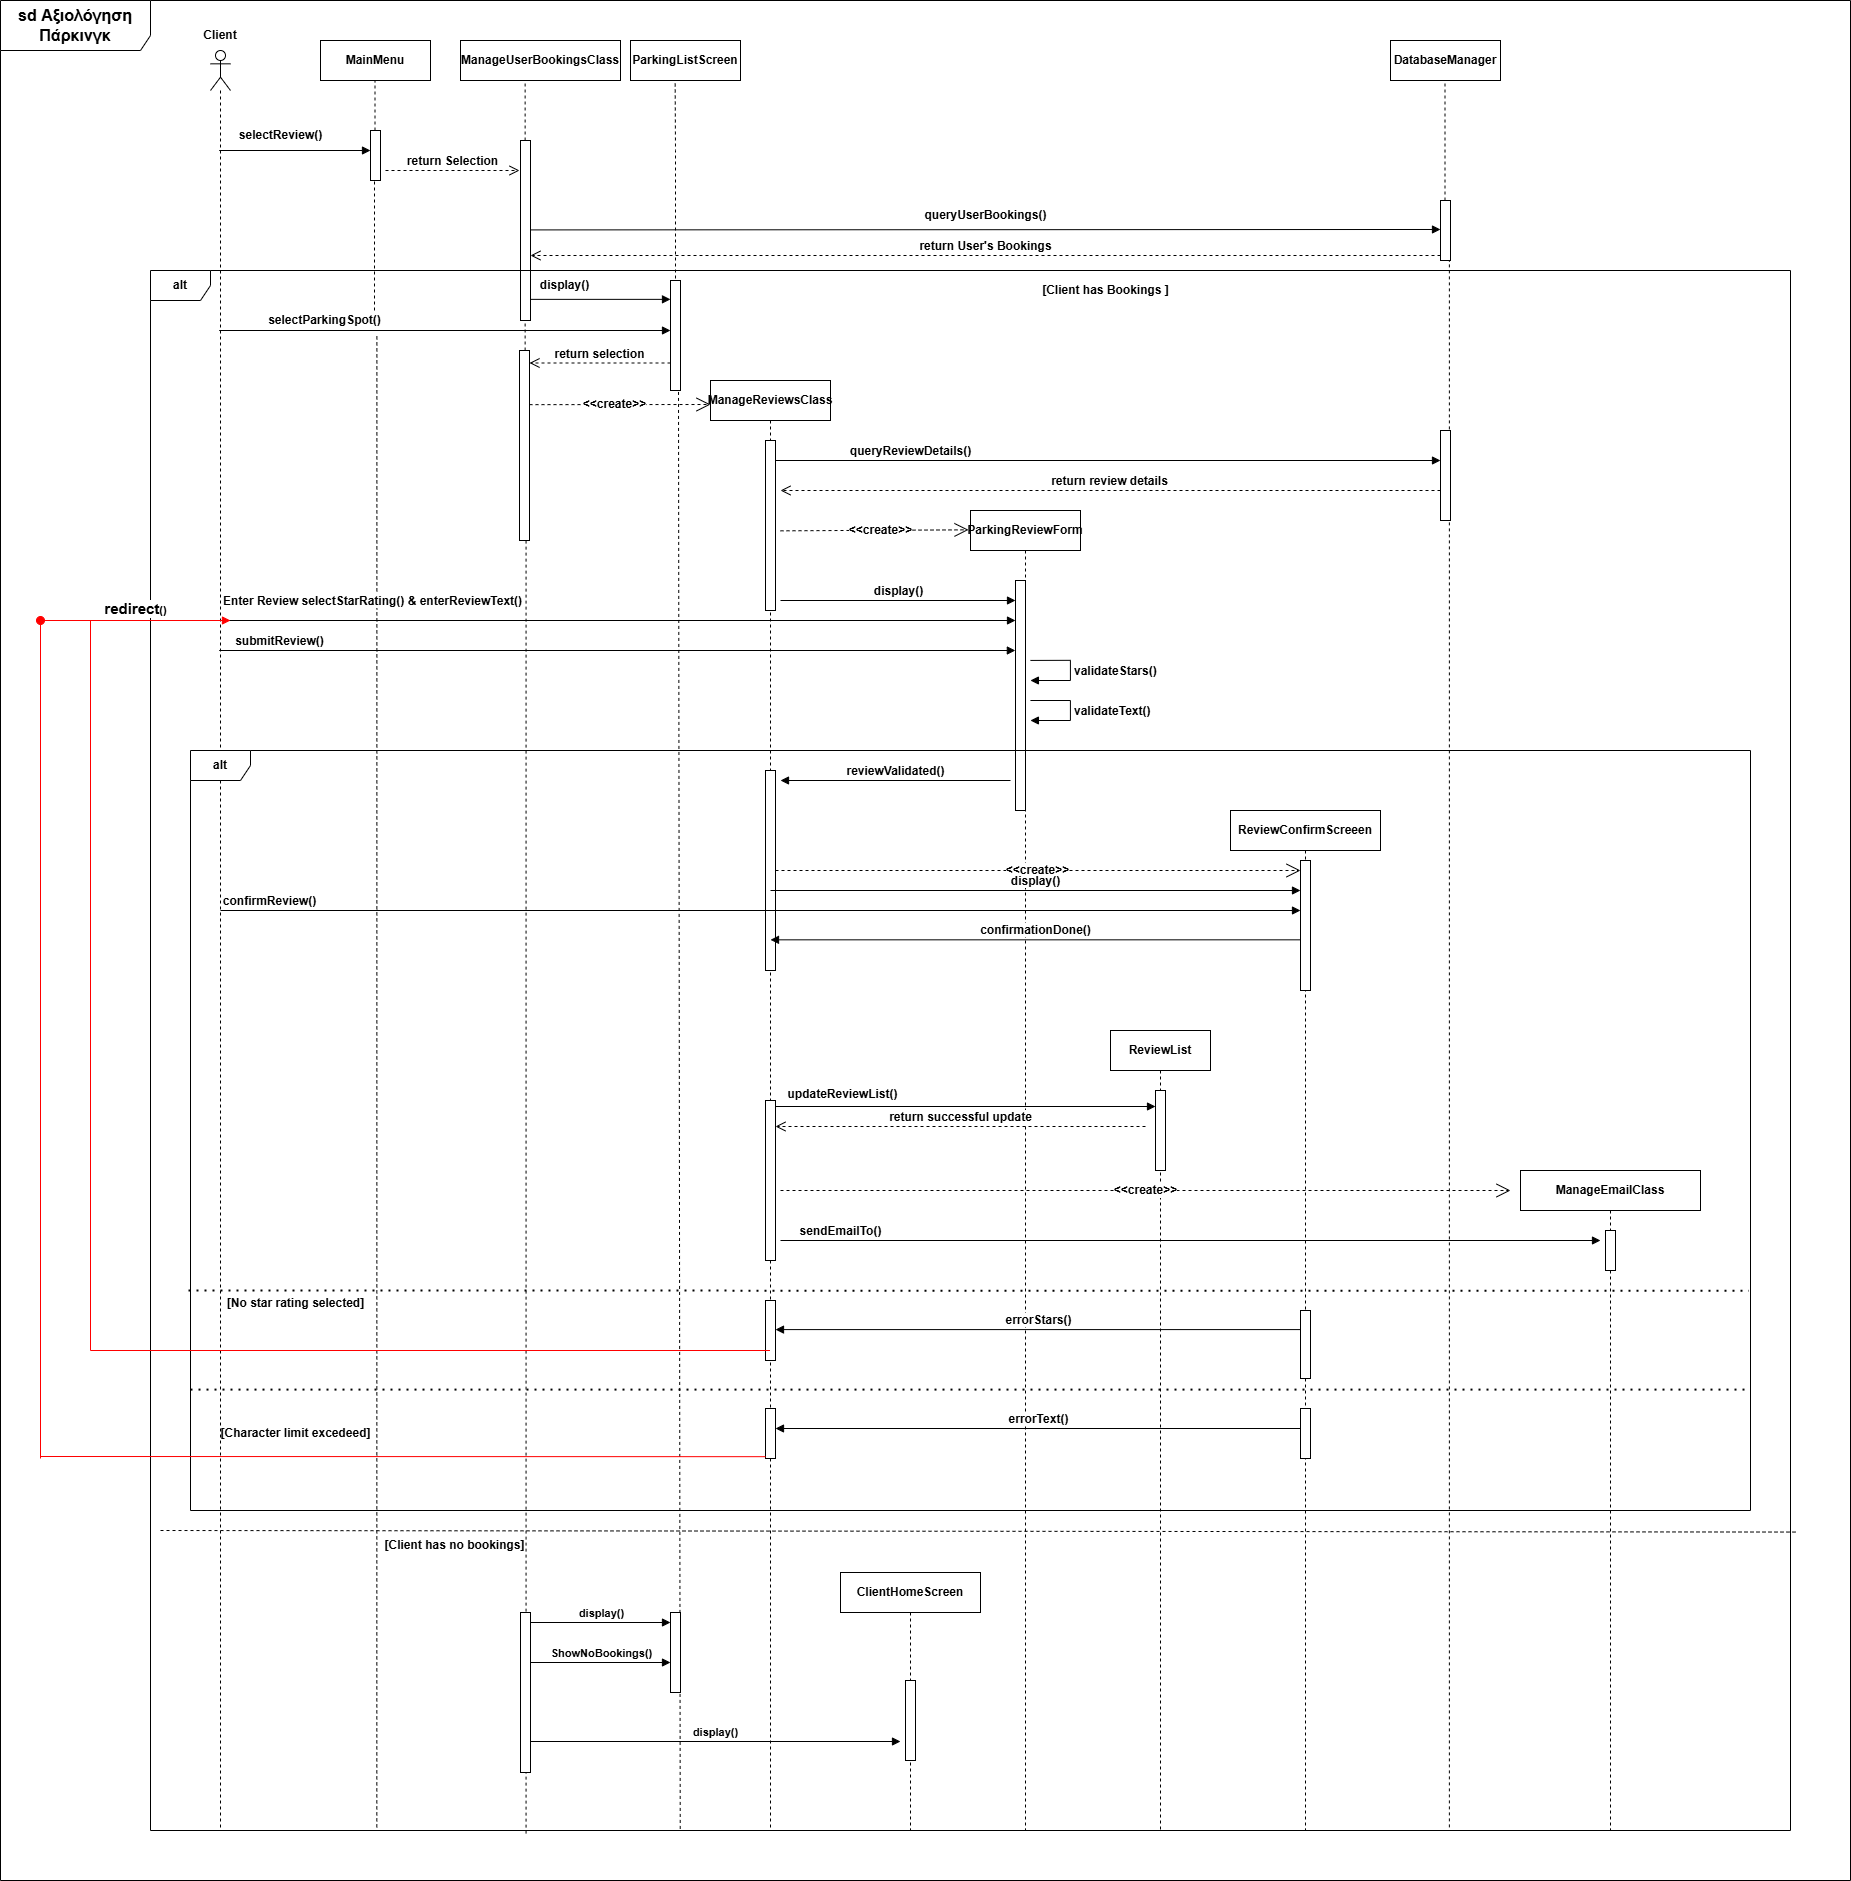 sd Αξιολόγηση
Πάρκινγκ
Client
MainMenu
ManageUserBookingsClass
ParkingListScreen
DatabaseManager
selectReview()
return Selection
queryUserBookings()
return User's Bookings
alt
display()
[Client has Bookings ]
selectParkingSpot()
return selection
<<create>>
ManageReviewsClass
queryReviewDetails()
return review details
<<create>>
ParkingReviewForm
display()
redirect()
Enter Review selectStarRating() & enterReviewText()
submitReview()
validateStars()
validateText()
alt
reviewValidated()
ReviewConfirmScreeen
<<create>>
display()
confirmReview()
confirmationDone()
ReviewList
updateReviewList()
return successful update
<<create>>
ManageEmailClass
sendEmailTo()
[No star rating selected]
errorStars()
errorText()
[Character limit excedeed]
[Client has no bookings]
ClientHomeScreen
display()
ShowNoBookings()
display()